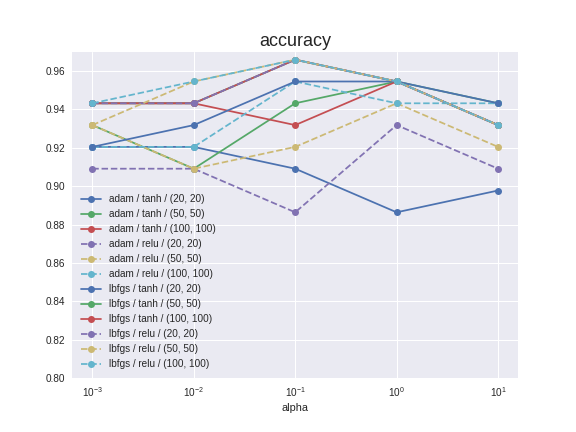 accuracy
0.96
0.94
0.92
0.90
0.88
0.86
0.84
0.82
0.80
adam / tanh / (20, 20)
adam / tanh / (50, 50)
adam / tanh / (100, 100)
adam / relu / (20, 20)
adam / relu / (50, 50)
adam / relu / (100, 100)
lbfgs / tanh / (20, 20)
lbfgs / tanh / (50, 50)
lbfgs / tanh / (100, 100)
lbfgs / relu / (20, 20)
lbfgs / relu / (50, 50)
lbfgs / relu / (100, 100)
10⁻³ 10⁻² 10⁻¹ 10⁰ 10¹
alpha